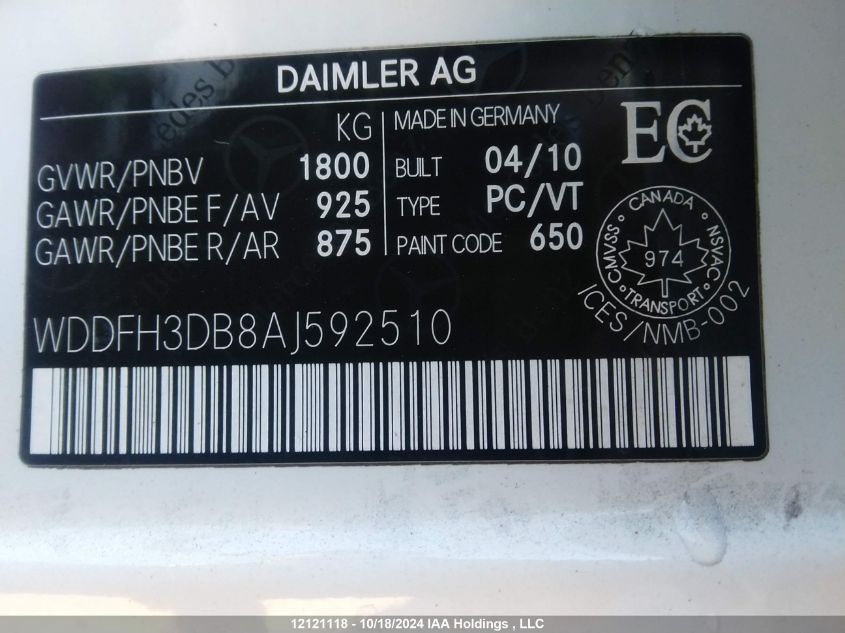 DAIMLER AG
KG
GVWR/PNBV 1800
GAWR/PNBE F/AV 925
GAWR/PNBE R/AR 875
MADE IN GERMANY
BUILT 04/10
TYPE PC/VT
PAINT CODE 650
EC
CANADA
CMVSS NSVAC
974
TRANSPORT
ICES/NMB-002
WDDFH3DB8AJ592510
12121118 - 10/18/2024 IAA Holdings , LLC